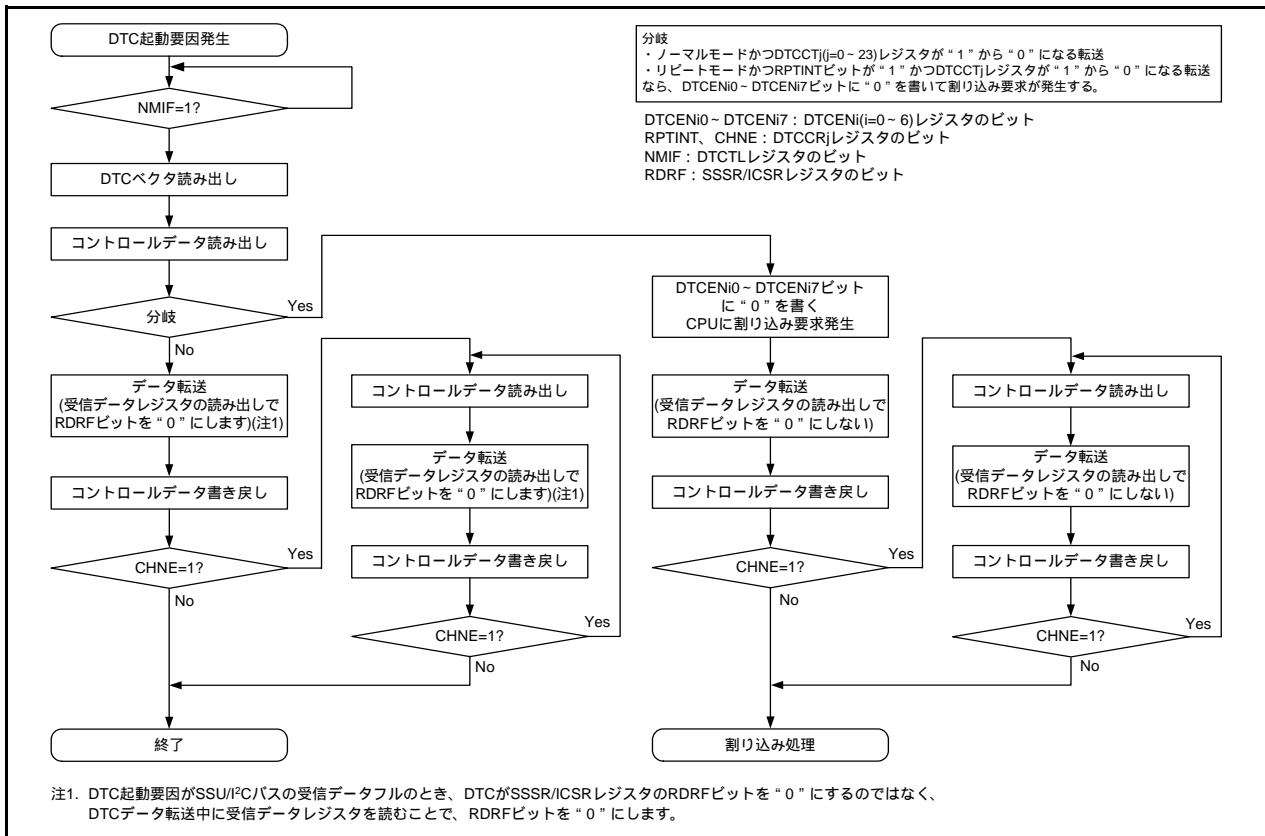 DTC起動要因発生
NMIF=1?
DTCベクタ読み出し
コントロールデータ読み出し
分岐
Yes
No
データ転送
(受信データレジスタの読み出しで
RDRFビットを“0”にします)(注1)
コントロールデータ書き戻し
CHNE=1?
Yes
No
終了
コントロールデータ読み出し
データ転送
(受信データレジスタの読み出しで
RDRFビットを“0”にします)(注1)
コントロールデータ書き戻し
CHNE=1?
Yes
No
分岐
・ノーマルモードかつDTCCTj(j=0~23)レジスタが“1”から“0”になる転送
・リピートモードかつRPTINTビットが“1”かつDTCCTjレジスタが“1”から“0”になる転送
なら、DTCENi0~DTCENi7ビットに“0”を書いて割り込み要求が発生する。
DTCENi0~DTCENi7:DTCENi(i=0~6)レジスタのビット
RPTINT、CHNE:DTCCRjレジスタのビット
NMIF:DTCTLレジスタのビット
RDRF:SSSR/ICSRレジスタのビット
DTCENi0~DTCENi7ビット
に“0”を書く
CPUに割り込み要求発生
データ転送
(受信データレジスタの読み出しで
RDRFビットを“0”にしない)
コントロールデータ書き戻し
CHNE=1?
Yes
No
割り込み処理
コントロールデータ読み出し
データ転送
(受信データレジスタの読み出しで
RDRFビットを“0”にしない)
コントロールデータ書き戻し
CHNE=1?
Yes
No
注1. DTC起動要因がSSU/I²Cバスの受信データフルのとき、DTCがSSSR/ICSRレジスタのRDRFビットを“0”にするのではなく、
DTCデータ転送中に受信データレジスタを読むことで、RDRFビットを“0”にします。